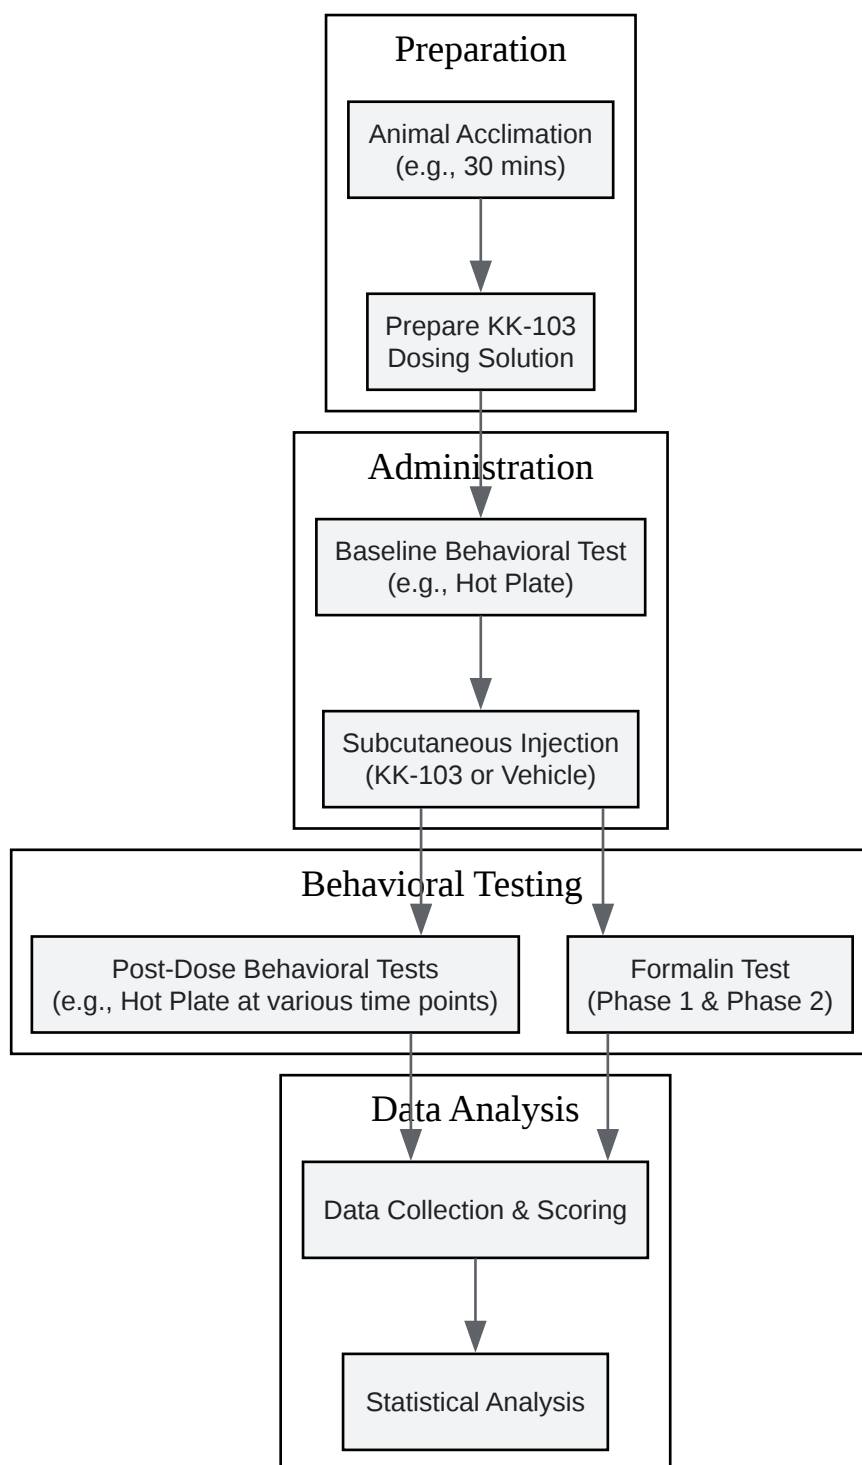 Preparation
Animal Acclimation
(e.g., 30 mins)
Prepare KK-103
Dosing Solution
Administration
Baseline Behavioral Test
(e.g., Hot Plate)
Subcutaneous Injection
(KK-103 or Vehicle)
Behavioral Testing
Post-Dose Behavioral Tests
(e.g., Hot Plate at various time points)
Formalin Test
(Phase 1 & Phase 2)
Data Analysis
Data Collection & Scoring
Statistical Analysis